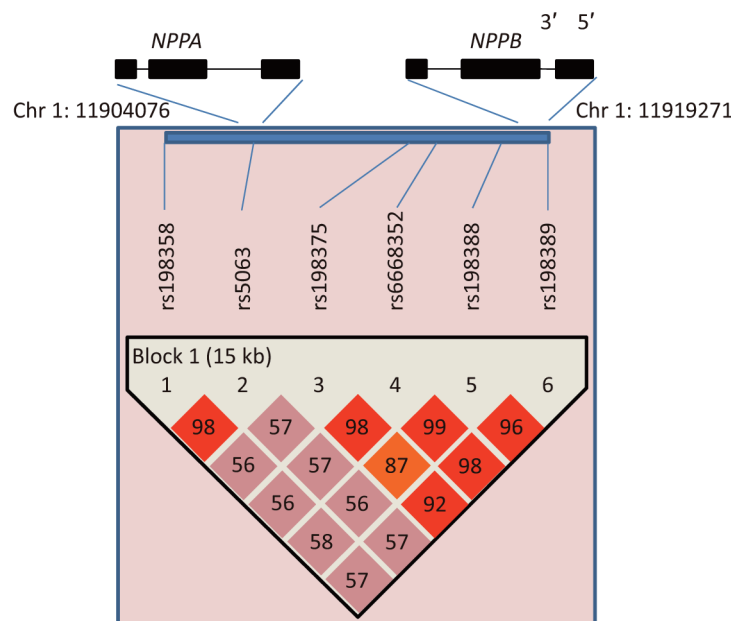 3′ 5′
NPPA NPPB
Chr 1: 11904076 Chr 1: 11919271
rs198358 rs5063 rs198375 rs6668352 rs198388 rs198389
Block 1 (15 kb)
1 2 3 4 5 6
98 57 98 99 96
56 57 87 98
56 56 92
58 57
57